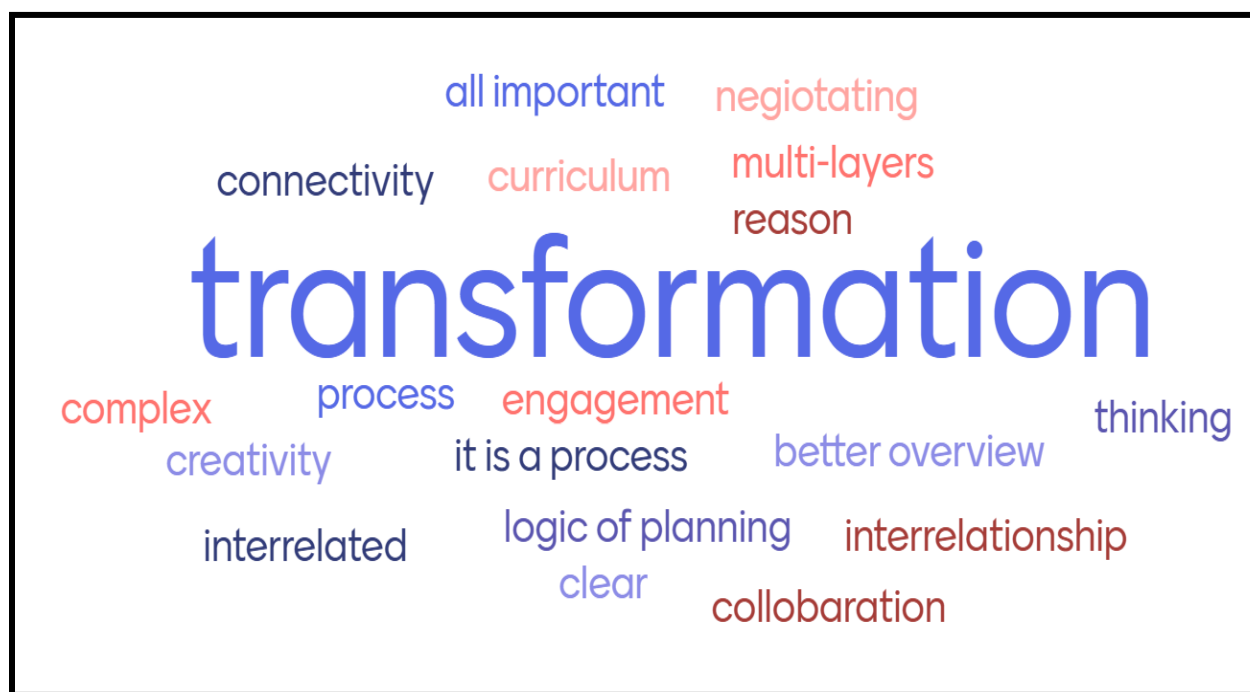 all important
negiotating
connectivity
curriculum
multi-layers
reason
transformation
complex
process
engagement
thinking
creativity
it is a process
better overview
interrelated
logic of planning
interrelationship
clear
collobaration